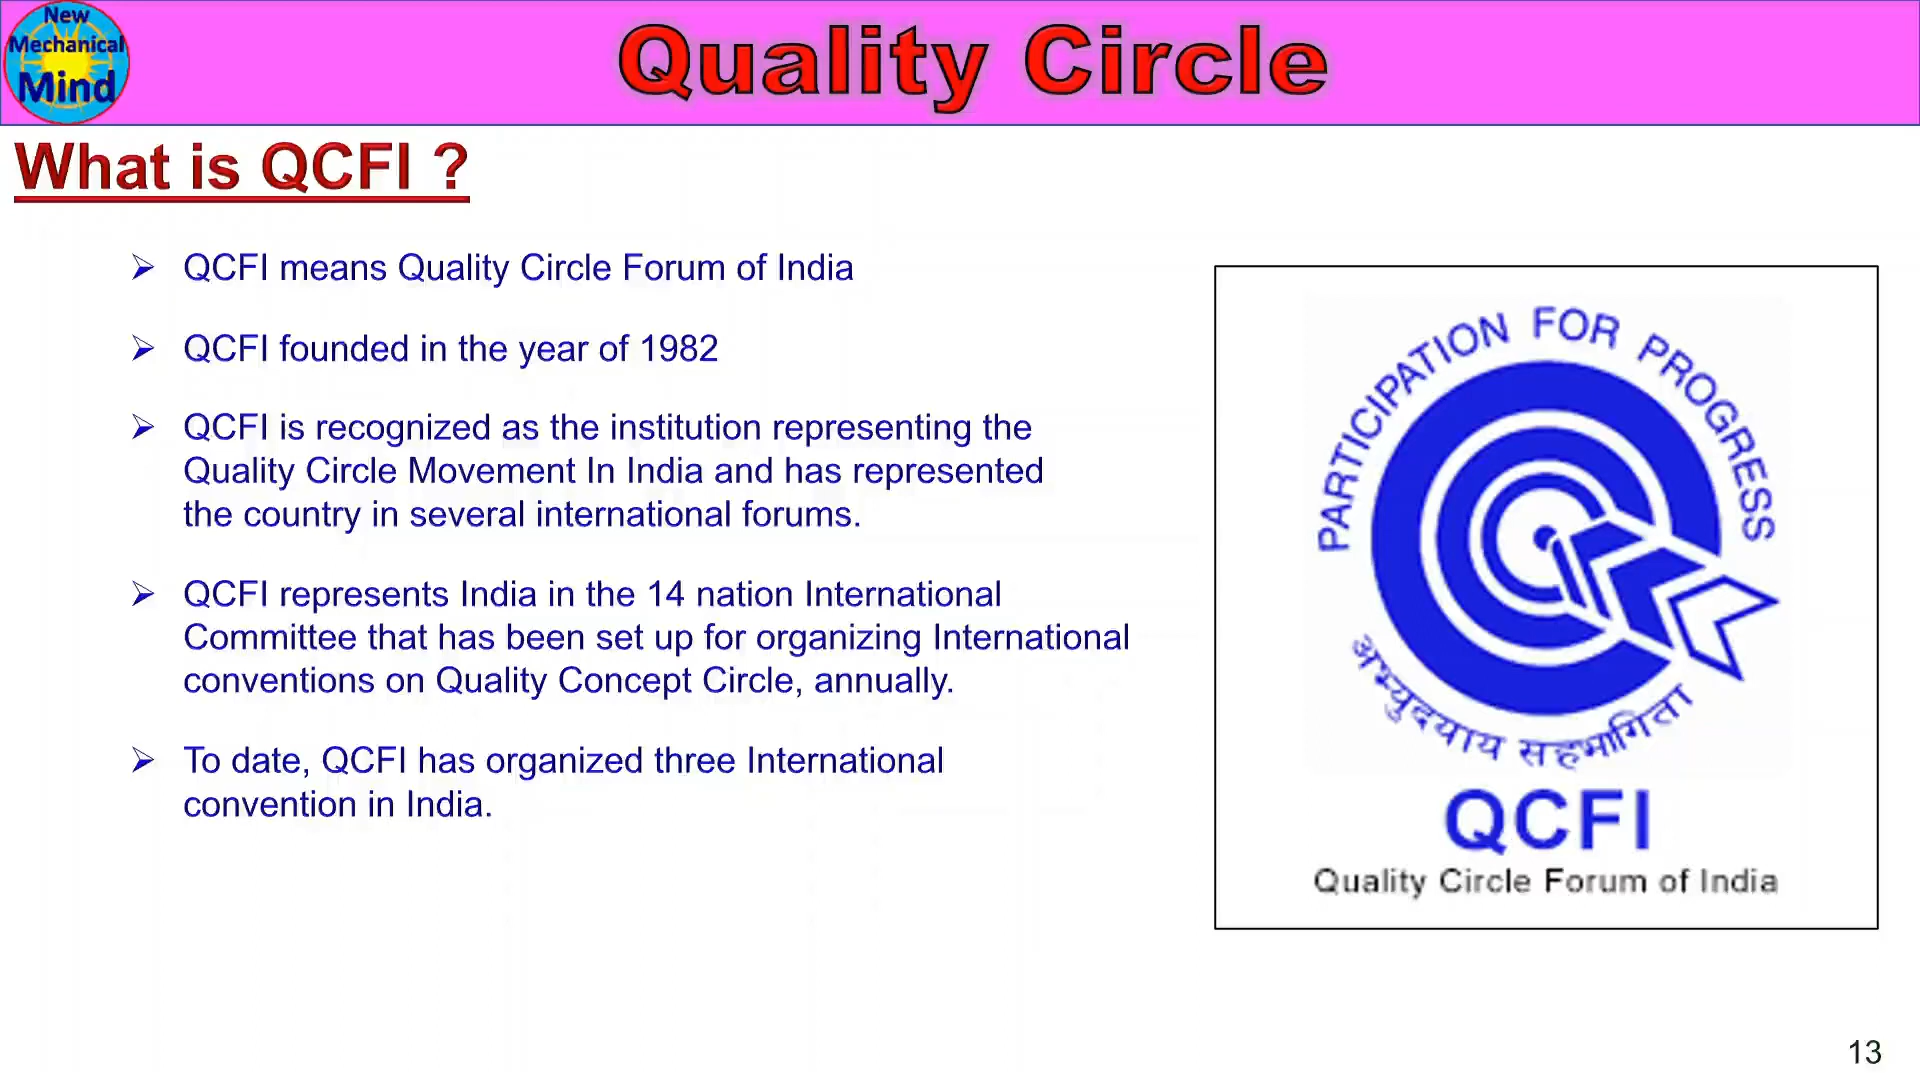 New
Mechanical
Mind
Quality Circle
What is QCFI ?
➢ QCFI means Quality Circle Forum of India
➢ QCFI founded in the year of 1982
➢ QCFI is recognized as the institution representing the
Quality Circle Movement In India and has represented
the country in several international forums.
➢ QCFI represents India in the 14 nation International
Committee that has been set up for organizing International
conventions on Quality Concept Circle, annually.
➢ To date, QCFI has organized three International
convention in India.
PARTICIPATION FOR PROGRESS
अभ्युदयाय सहभागिता
QCFI
Quality Circle Forum of India
13